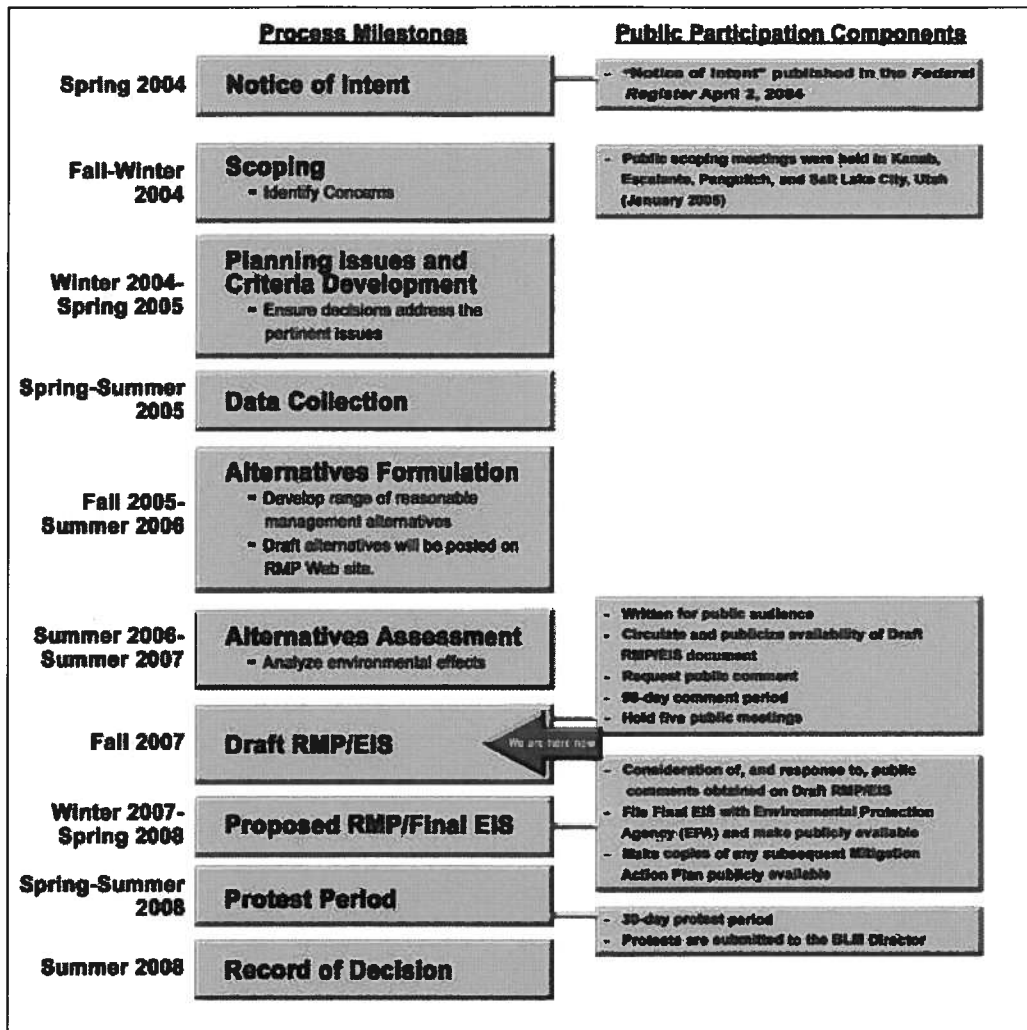 Process Milestones
Public Participation Components
Spring 2004
Notice of Intent
- "Notice of Intent" published in the Federal
Register April 2, 2004
Fall-Winter
2004
Scoping
- Identify Concerns
- Public scoping meetings were held in Kanab,
Escalante, Panguitch, and Salt Lake City, Utah
(January 2005)
Winter 2004-
Spring 2005
Planning Issues and
Criteria Development
- Ensure decisions address the
pertinent issues
Spring-Summer
2005
Data Collection
Fall 2005-
Summer 2006
Alternatives Formulation
- Develop range of reasonable
management alternatives
- Draft alternatives will be posted on
RMP Web site.
Summer 2006-
Summer 2007
Alternatives Assessment
- Analyze environmental effects
- Written for public audience
- Circulate and publicize availability of Draft
RMP/EIS document
- Request public comment
- 90-day comment period
- Hold five public meetings
Fall 2007
Draft RMP/EIS
We are here now
Winter 2007-
Spring 2008
Proposed RMP/Final EIS
- Consideration of, and response to, public
comments obtained on Draft RMP/EIS
- File Final EIS with Environmental Protection
Agency (EPA) and make publicly available
- Make copies of any subsequent Mitigation
Action Plan publicly available
Spring-Summer
2008
Protest Period
- 30-day protest period
- Protests are submitted to the BLM Director
Summer 2008
Record of Decision